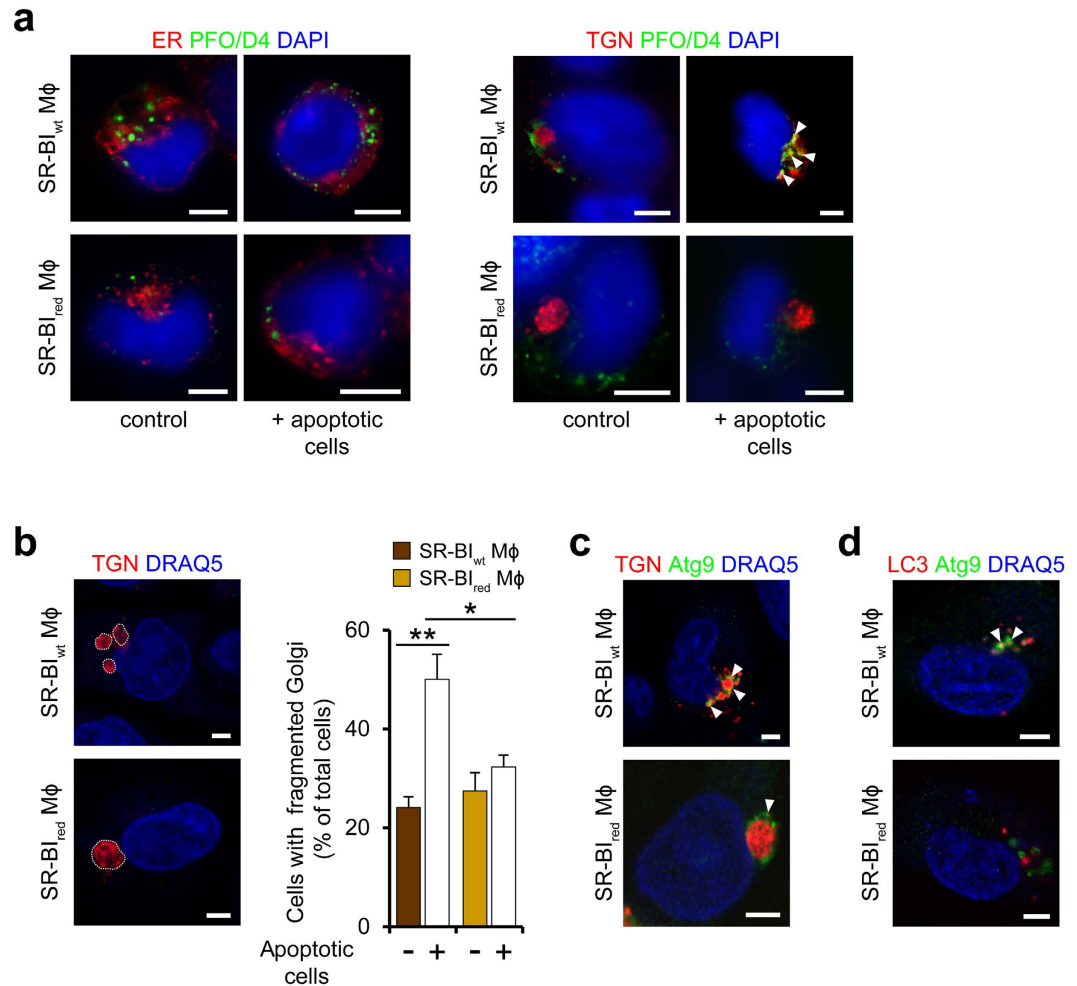 a
ER PFO/D4 DAPI
TGN PFO/D4 DAPI
SR-BIwt Mϕ
SR-BIred Mϕ
SR-BIwt Mϕ
SR-BIred Mϕ
control
+ apoptotic
cells
control
+ apoptotic
cells
b
TGN DRAQ5
SR-BIwt Mϕ
SR-BIred Mϕ
SR-BIwt Mϕ
SR-BIred Mϕ
Cells with fragmented Golgi
(% of total cells)
60
40
20
0
**
*
Apoptotic
cells
- + - +
c
TGN Atg9 DRAQ5
SR-BIwt Mϕ
SR-BIred Mϕ
d
LC3 Atg9 DRAQ5
SR-BIwt Mϕ
SR-BIred Mϕ